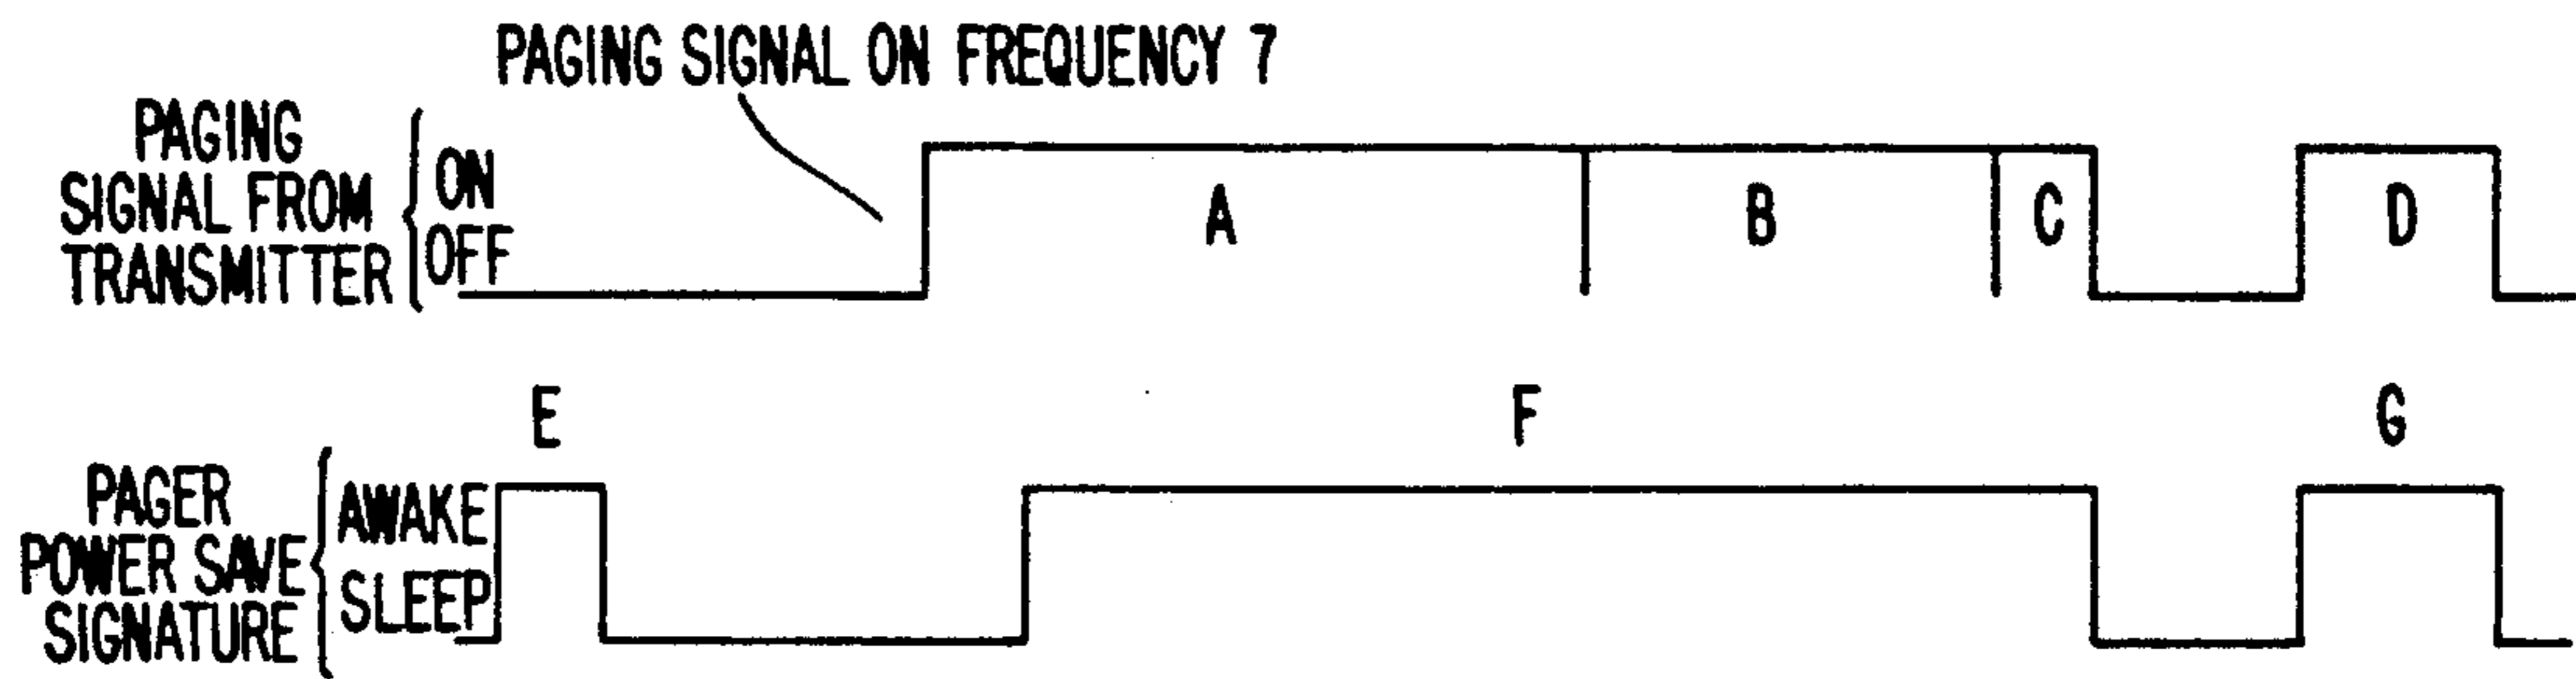 PAGING SIGNAL ON FREQUENCY 7
PAGING
SIGNAL FROM
TRANSMITTER
ON
OFF
A
B
C
D
E
F
G
PAGER
POWER SAVE
SIGNATURE
AWAKE
SLEEP